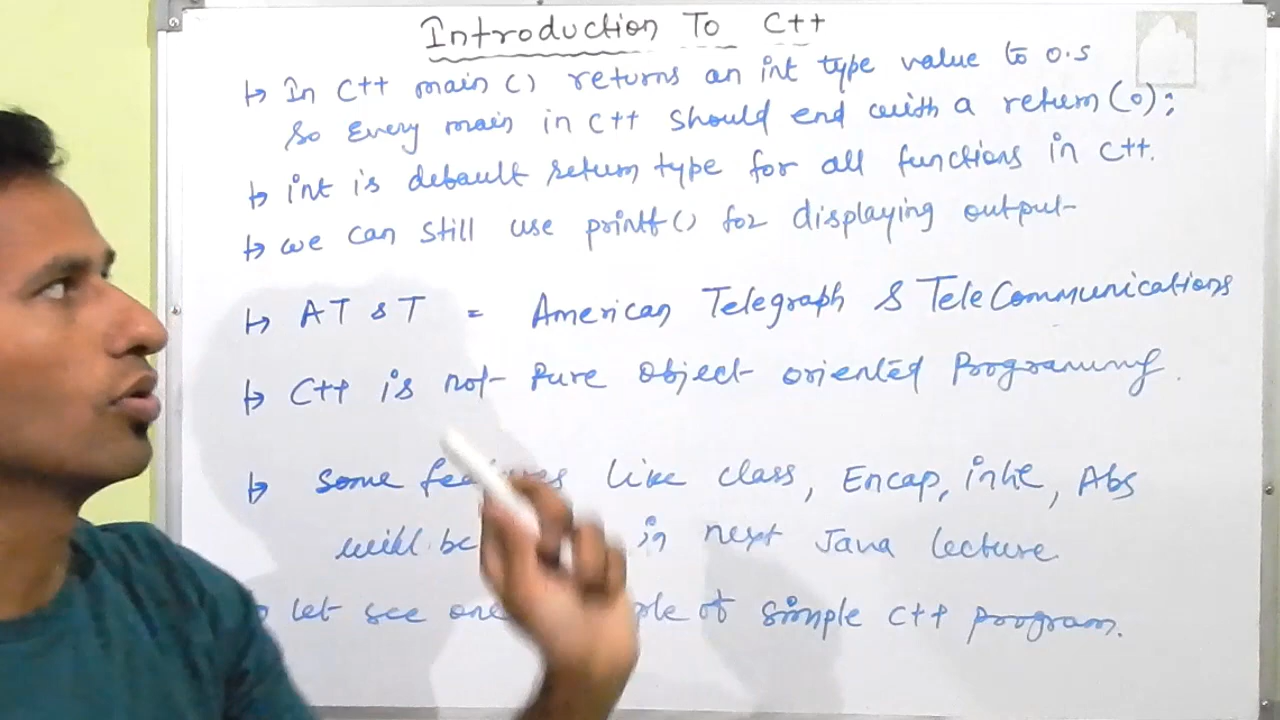 Introduction To C++
↦ In C++ main() returns an int type value to O.S
So Every main in C++ should end with a return(0);
↦ int is default return type for all functions in C++.
↦ we can still use printf() for displaying output
↦ AT & T = American Telegraph & TeleCommunications
↦ C++ is not Pure Object oriented Programing.
↦ Some like class, Encap, inhe, Abs
will be in next Java lecture
let see one of simple c++ program.